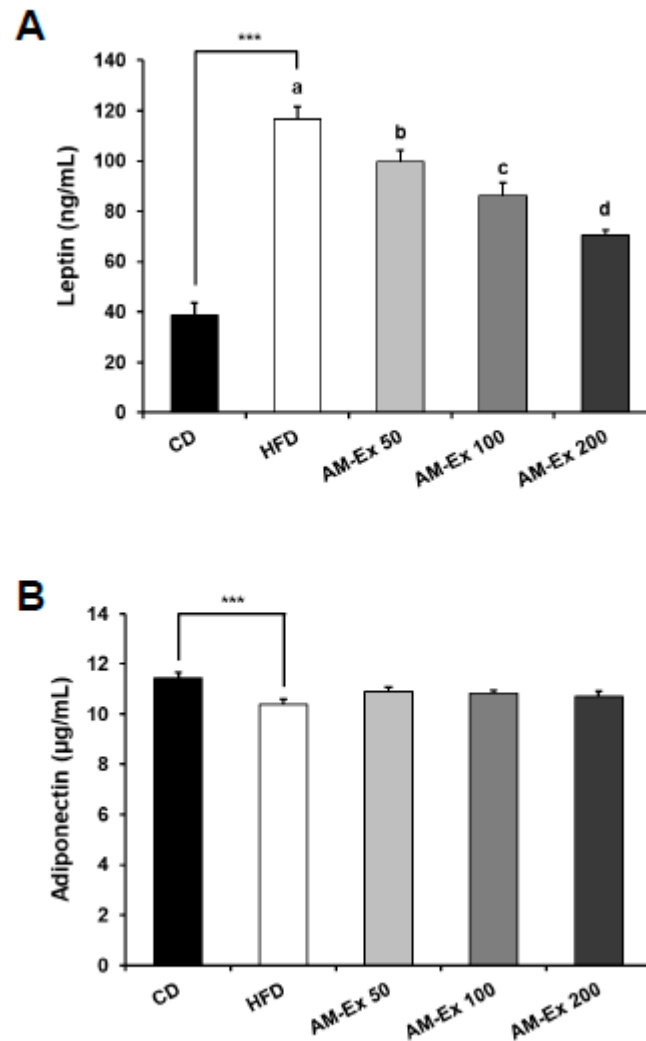 A
***
Leptin (ng/mL)
140
120
100
80
60
40
20
0
a
b
c
d
CD
HFD
AM-Ex 50
AM-Ex 100
AM-Ex 200
B
***
Adiponectin (µg/mL)
14
12
10
8
6
4
2
0
CD
HFD
AM-Ex 50
AM-Ex 100
AM-Ex 200